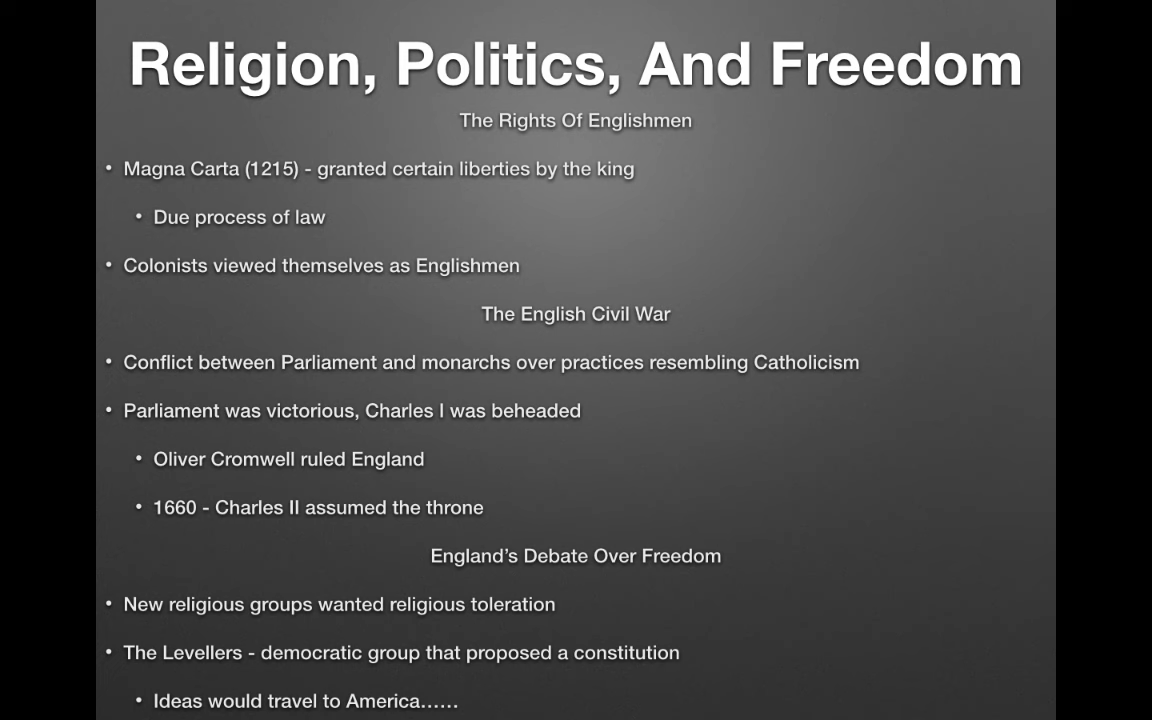 Religion, Politics, And Freedom
The Rights Of Englishmen
• Magna Carta (1215) - granted certain liberties by the king
• Due process of law
• Colonists viewed themselves as Englishmen
The English Civil War
• Conflict between Parliament and monarchs over practices resembling Catholicism
• Parliament was victorious, Charles I was beheaded
• Oliver Cromwell ruled England
• 1660 - Charles II assumed the throne
England’s Debate Over Freedom
• New religious groups wanted religious toleration
• The Levellers - democratic group that proposed a constitution
• Ideas would travel to America……